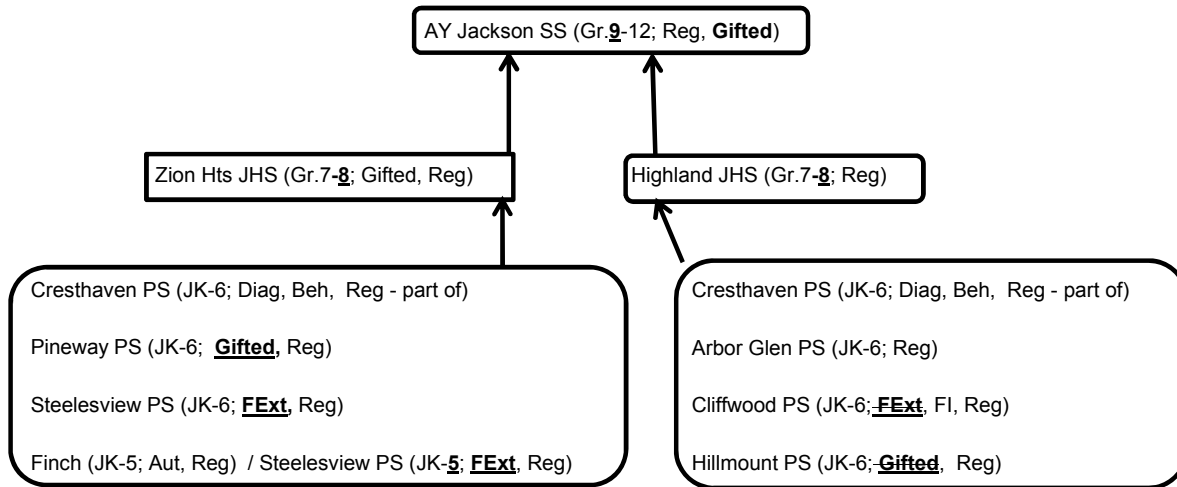 AY Jackson SS (Gr.9-12; Reg, Gifted)
Zion Hts JHS (Gr.7-8; Gifted, Reg)
Highland JHS (Gr.7-8; Reg)
Cresthaven PS (JK-6; Diag, Beh, Reg - part of)
Pineway PS (JK-6; Gifted, Reg)
Steelesview PS (JK-6; FExt, Reg)
Finch (JK-5; Aut, Reg) / Steelesview PS (JK-5; FExt, Reg)
Cresthaven PS (JK-6; Diag, Beh, Reg - part of)
Arbor Glen PS (JK-6; Reg)
Cliffwood PS (JK-6; FExt, FI, Reg)
Hillmount PS (JK-6; Gifted, Reg)